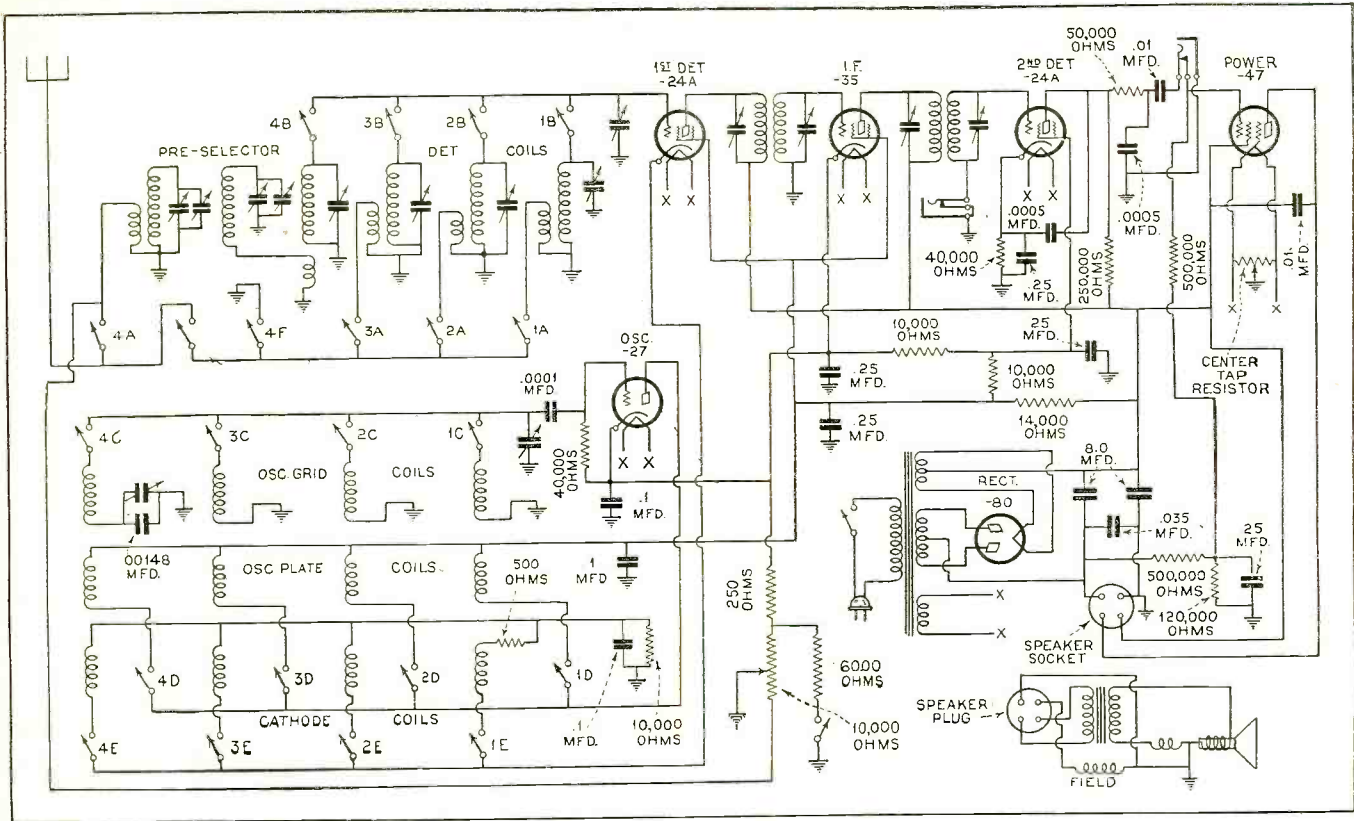 50,000
OHMS
.01
MFD.
POWER
-47
1ST DET
-24A
I.F.
-35
2ND DET
-24A
4B
3B
2B
1B
PRE-SELECTOR
DET
COILS
X X
X X
X X
.0005
MFD.
40,000
OHMS
.25
MFD.
250,000
OHMS
.0005
MFD.
500,000
OHMS
.01
MFD.
X
X
CENTER
TAP
RESISTOR
4A
4F
3A
2A
1A
OSC.
-27
.0001
MFD.
10,000
OHMS
.25
MFD.
10,000
OHMS
.25
MFD.
14,000
OHMS
.25
MFD.
4C
3C
2C
1C
OSC. GRID
COILS
40,000
OHMS
X X
.1
MFD.
8.0
MFD.
RECT.
-80
.035
MFD.
.00148
MFD.
OSC PLATE
COILS.
500
OHMS
.1
MFD
250
OHMS
X
X
500,000
OHMS
.25
MFD.
120,000
OHMS
SPEAKER
SOCKET
4D
3D
2D
1D
CATHODE
COILS
.1
MFD.
10,000
OHMS
6000
OHMS
10,000
OHMS
4E
3E
2E
1E
SPEAKER
PLUG
FIELD